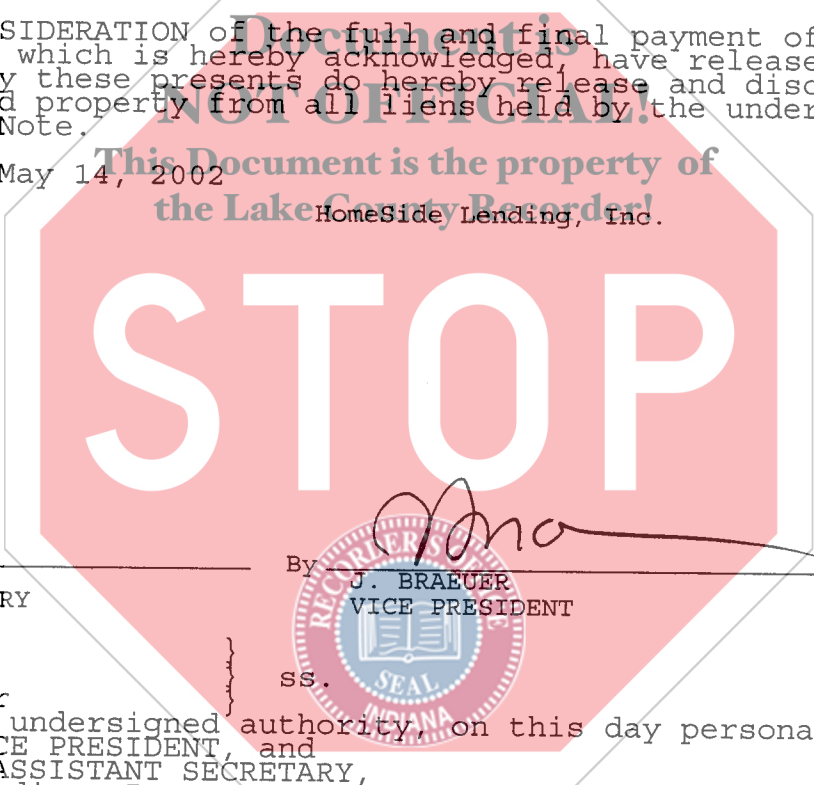 SIDERATION of the full and final payment of
which is hereby acknowledged, have release
y these presents do hereby release and disc
d property from all liens held by the under
Note.
Document is
NOT OFFICIAL!
This Document is the property of
the Lake County Recorder!
May 14, 2002
HomeSide Lending, Inc.
STOP
By
J. BRAEUER
VICE PRESIDENT
RY
RECORDER'S OFFICE
SEAL
INDIANA
ss.
undersigned authority, on this day persona
CE PRESIDENT, and
ASSISTANT SECRETARY,